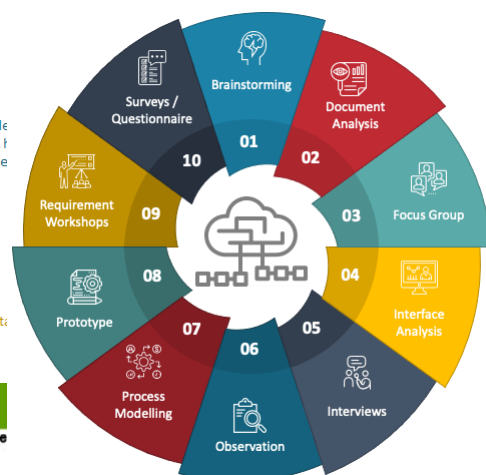 Brainstorming
01
Document
Analysis
02
Focus Group
03
Interface
Analysis
04
Interviews
05
Observation
06
Process
Modelling
07
Prototype
08
Requirement
Workshops
09
Surveys /
Questionnaire
10